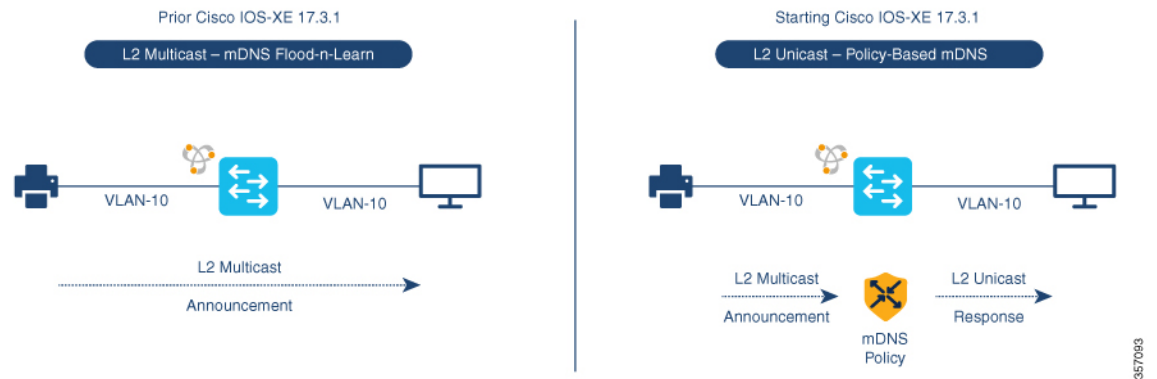 Prior Cisco IOS-XE 17.3.1
L2 Multicast – mDNS Flood-n-Learn
VLAN-10
VLAN-10
L2 Multicast
Announcement
Starting Cisco IOS-XE 17.3.1
L2 Unicast – Policy-Based mDNS
VLAN-10
VLAN-10
L2 Multicast
Announcement
mDNS
Policy
L2 Unicast
Response
357093